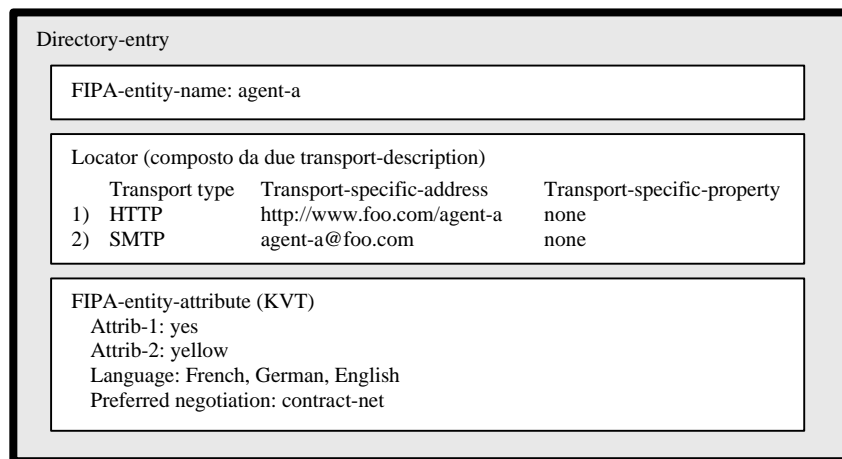 Directory-entry
FIPA-entity-name: agent-a
Locator (composto da due transport-description)
Transport type Transport-specific-address Transport-specific-property
1) HTTP http://www.foo.com/agent-a none
2) SMTP agent-a@foo.com none
FIPA-entity-attribute (KVT)
Attrib-1: yes
Attrib-2: yellow
Language: French, German, English
Preferred negotiation: contract-net